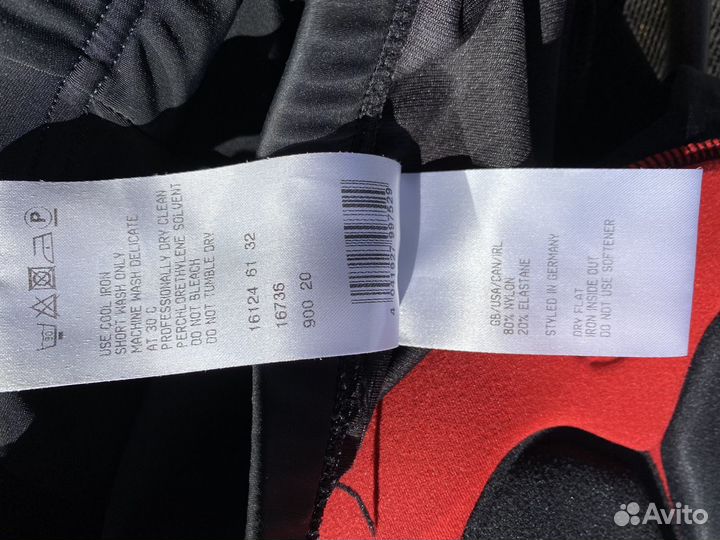 USE COOL IRON
SHORT WASH ONLY
MACHINE WASH DELICATE
AT 30 C
PROFESSIONALLY DRY CLEAN
PERCHLORETHYLENE SOLVENT
DO NOT BLEACH
DO NOT TUMBLE DRY
16124 61 32
16736
900 20
GB/USA/CAN/IRL
80% NYLON
20% ELASTANE
STYLED IN GERMANY
DRY FLAT
IRON INSIDE OUT
DO NOT USE SOFTENER
P
30
Avito